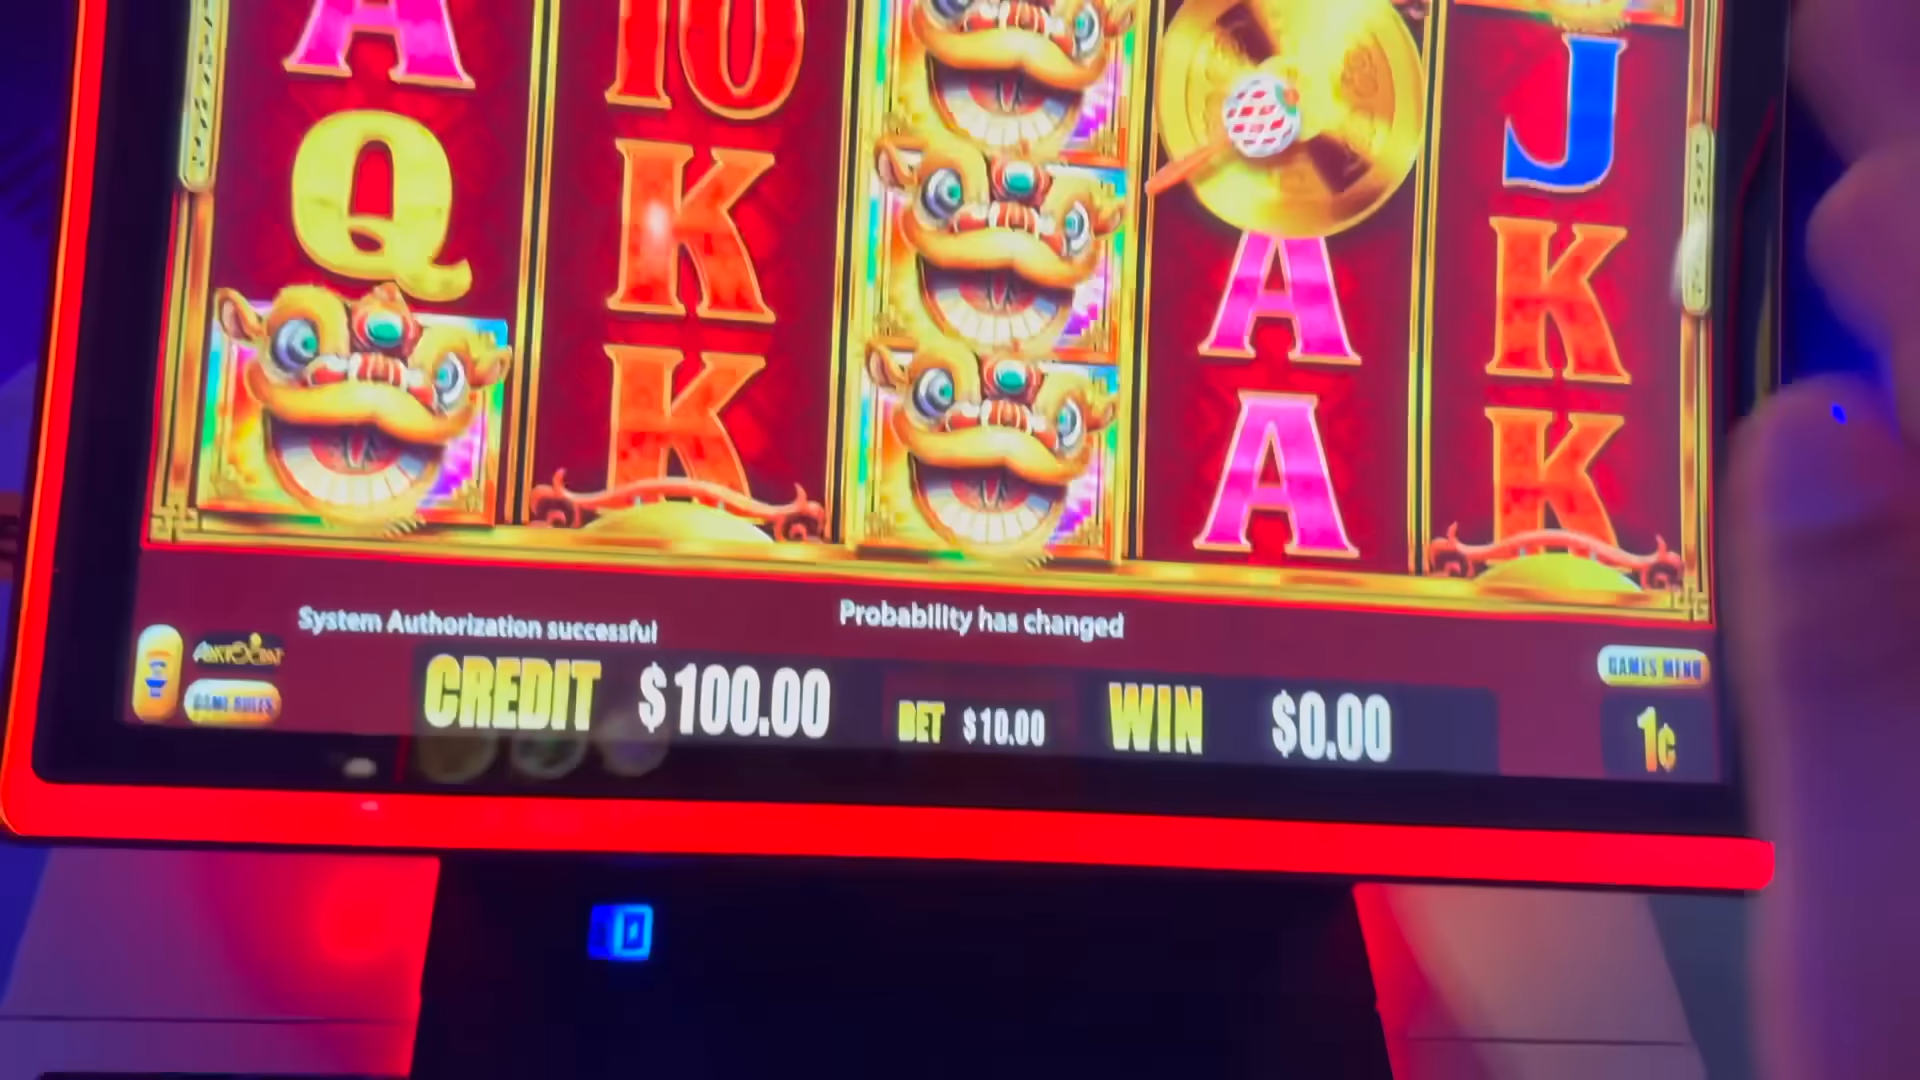 A 10
Q K J
K A K
A K
System Authorization successful Probability has changed
ARISTOCRAT GAMES MENU
GAME RULES CREDIT $100.00 BET $10.00 WIN $0.00 1¢